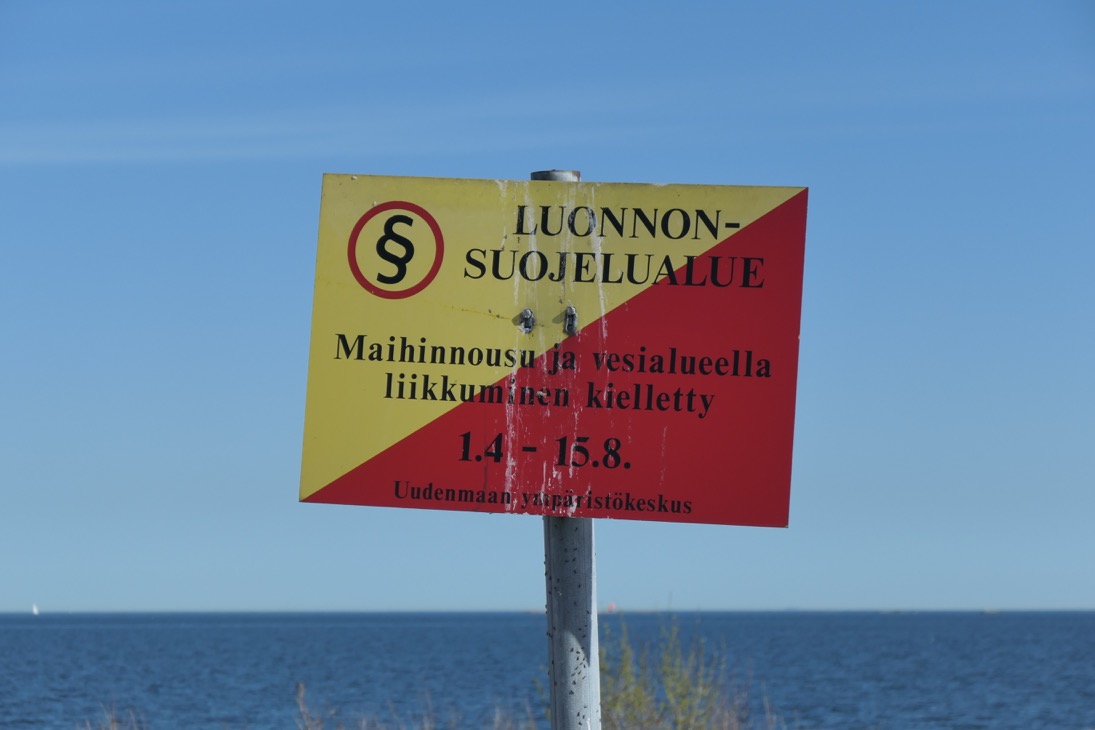 §
LUONNON-
SUOJELUALUE
Maihinnousu ja vesialueella
liikkuminen kielletty
1.4 - 15.8.
Uudenmaan ympäristökeskus